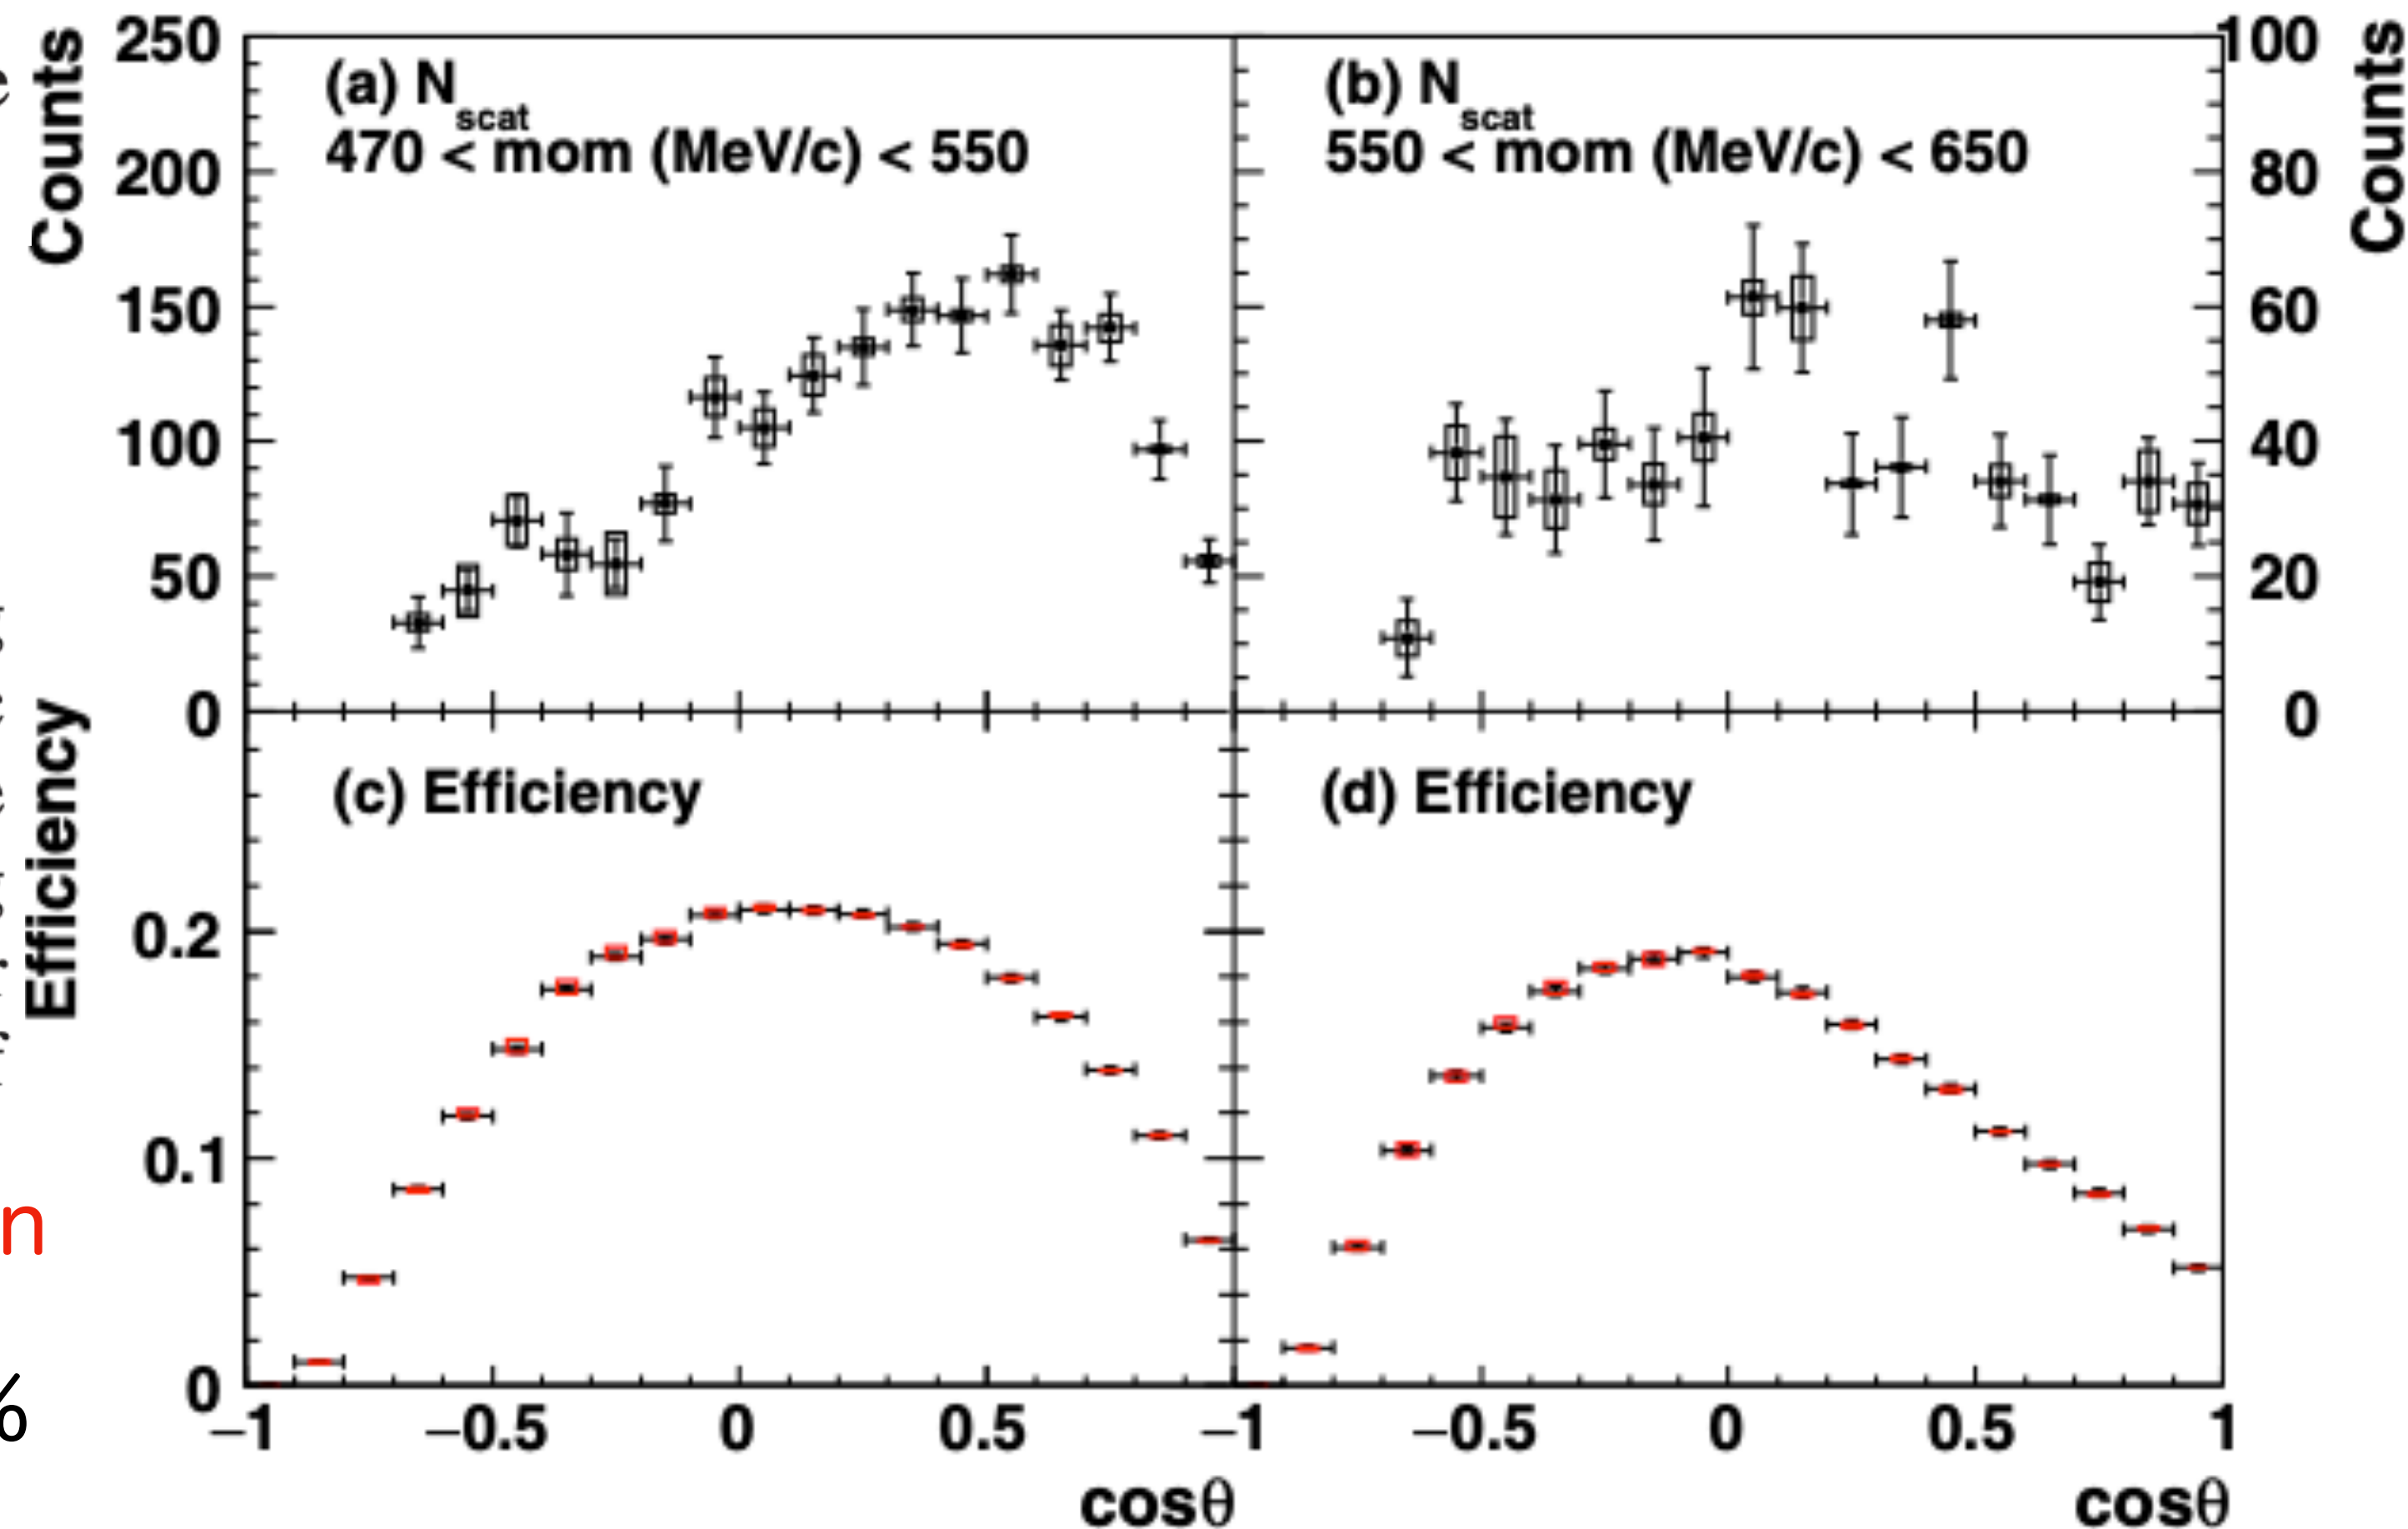 Counts
250
200
150
100
50
0
(a) N scat
470 < mom (MeV/c) < 550
(b) N scat
550 < mom (MeV/c) < 650
100
80
60
40
20
0
Counts
Efficiency
0.2
0.1
0
(c) Efficiency
(d) Efficiency
−1 −0.5 0 0.5 −1 −0.5 0 0.5 1
cosθ cosθ
n
%